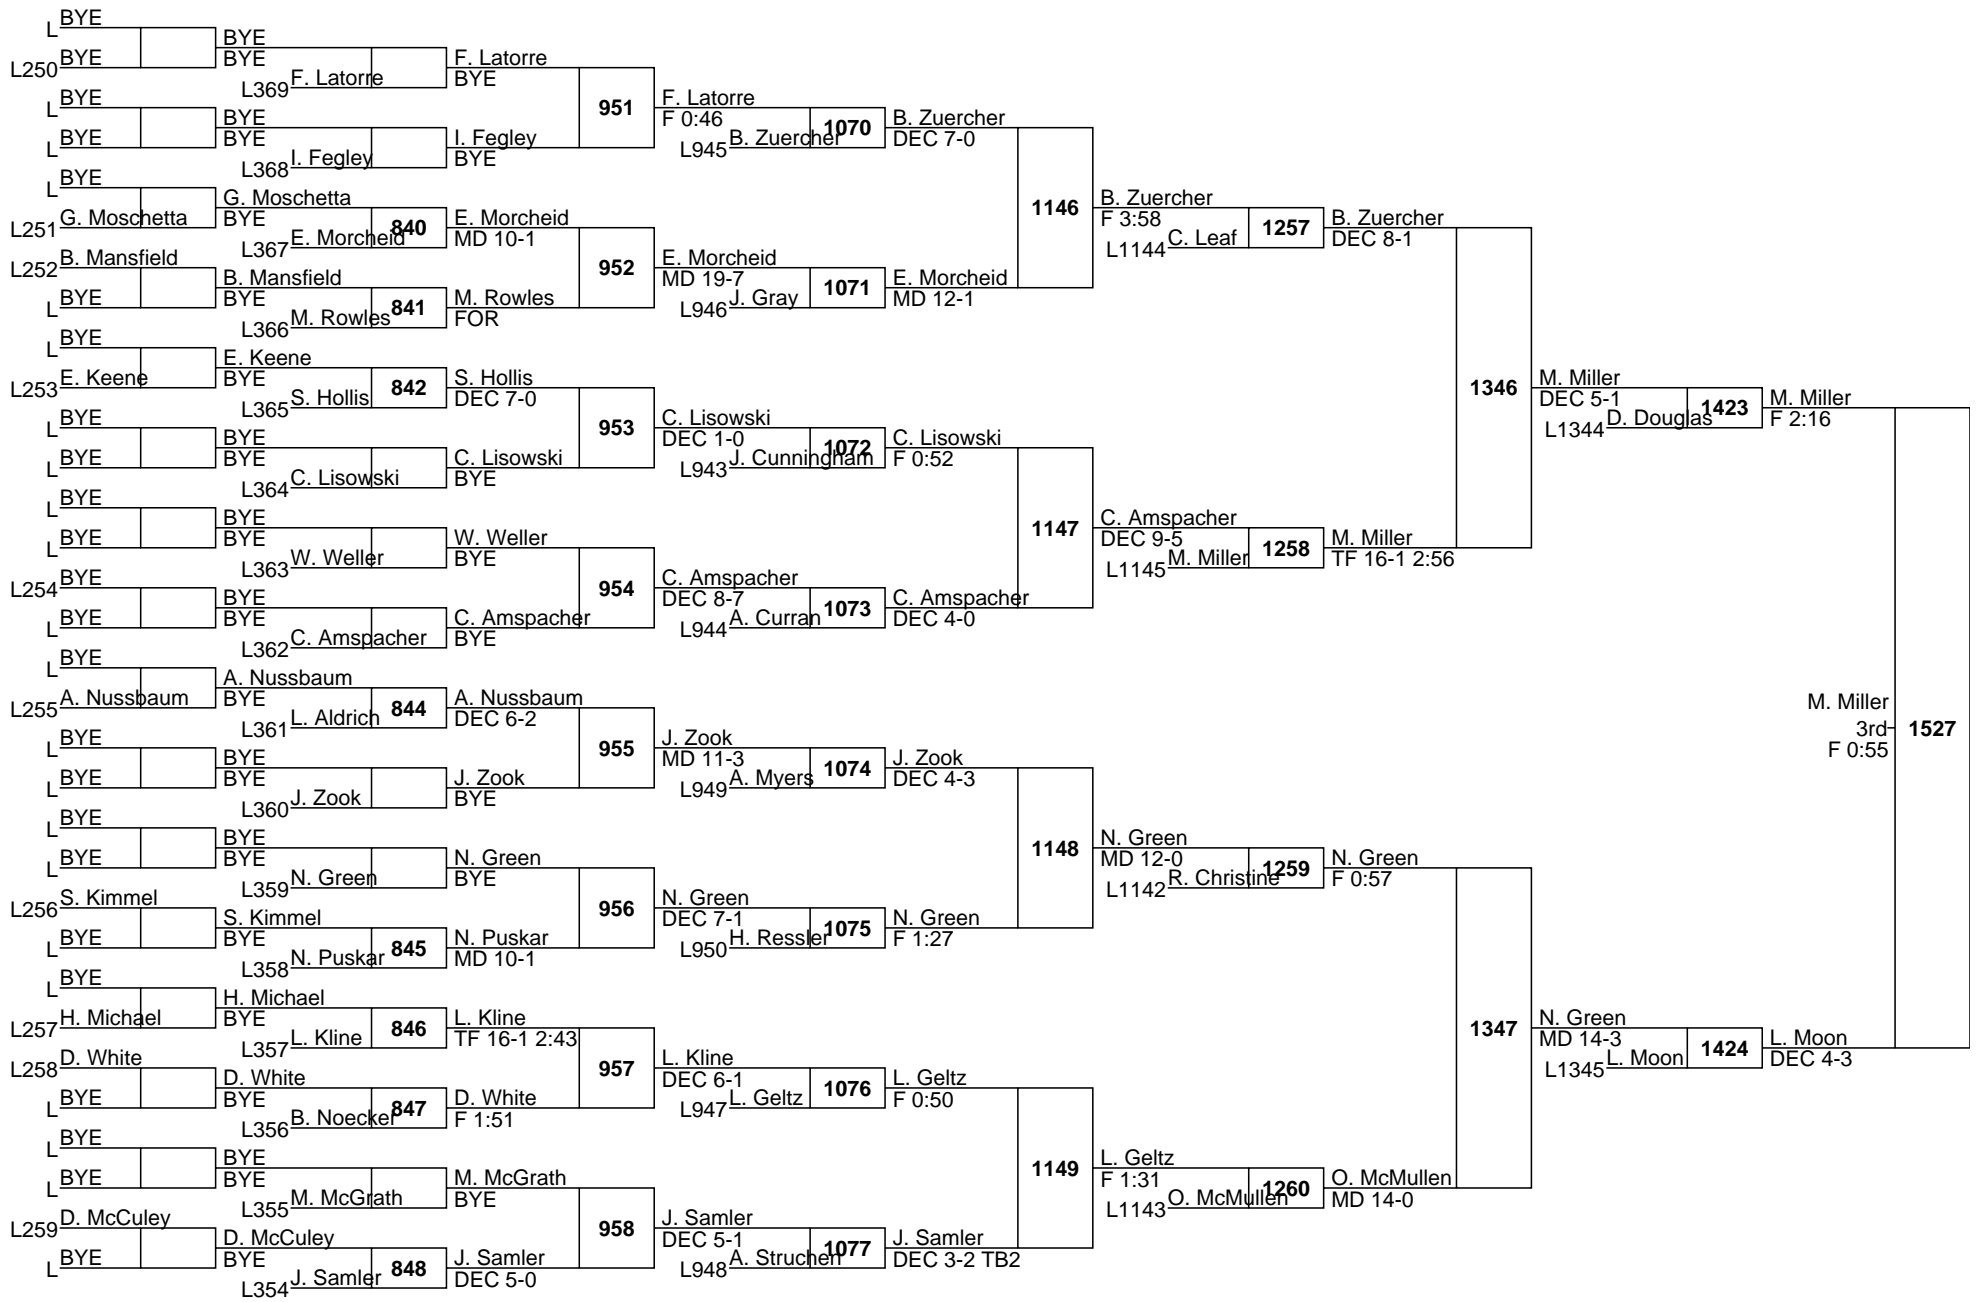 BYE
L
BYE
L250
BYE
BYE
L369 F. Latorre
F. Latorre
BYE
BYE
L
BYE
L
BYE
BYE
L368 I. Fegley
I. Fegley
BYE
951
F. Latorre
F 0:46
L945 B. Zuercher
1070
B. Zuercher
DEC 7-0
BYE
L
G. Moschetta
L251
G. Moschetta
BYE
L367 E. Morcheid
840
E. Morcheid
MD 10-1
B. Mansfield
L252
BYE
L
B. Mansfield
BYE
L366 M. Rowles
841
M. Rowles
FOR
952
E. Morcheid
MD 19-7
L946 J. Gray
1071
E. Morcheid
MD 12-1
1146
B. Zuercher
F 3:58
L1144 C. Leaf
1257
B. Zuercher
DEC 8-1
BYE
L
E. Keene
L253
E. Keene
BYE
L365 S. Hollis
842
S. Hollis
DEC 7-0
BYE
L
BYE
L
BYE
BYE
L364 C. Lisowski
C. Lisowski
BYE
953
C. Lisowski
DEC 1-0
L943 J. Cunningham
1072
C. Lisowski
F 0:52
BYE
L
BYE
L
BYE
BYE
L363 W. Weller
W. Weller
BYE
BYE
L254
BYE
L
BYE
BYE
L362 C. Amspacher
C. Amspacher
BYE
954
C. Amspacher
DEC 8-7
L944 A. Curran
1073
C. Amspacher
DEC 4-0
1147
C. Amspacher
DEC 9-5
L1145 M. Miller
1258
M. Miller
TF 16-1 2:56
1346
M. Miller
DEC 5-1
L1344 D. Douglas
1423
M. Miller
F 2:16
BYE
L
A. Nussbaum
L255
A. Nussbaum
BYE
L361 L. Aldrich
844
A. Nussbaum
DEC 6-2
BYE
L
BYE
L
BYE
BYE
L360 J. Zook
J. Zook
BYE
955
J. Zook
MD 11-3
L949 A. Myers
1074
J. Zook
DEC 4-3
BYE
L
BYE
L
BYE
BYE
L359 N. Green
N. Green
BYE
S. Kimmel
L256
BYE
L
S. Kimmel
BYE
L358 N. Puskar
845
N. Puskar
MD 10-1
956
N. Green
DEC 7-1
L950 H. Ressler
1075
N. Green
F 1:27
1148
N. Green
MD 12-0
L1142 R. Christine
1259
N. Green
F 0:57
BYE
L
H. Michael
L257
H. Michael
BYE
L357 L. Kline
846
L. Kline
TF 16-1 2:43
D. White
L258
BYE
L
D. White
BYE
L356 B. Noecker
847
D. White
F 1:51
957
L. Kline
DEC 6-1
L947 L. Geltz
1076
L. Geltz
F 0:50
BYE
L
BYE
L
BYE
BYE
L355 M. McGrath
M. McGrath
BYE
D. McCuley
L259
BYE
L
D. McCuley
BYE
L354 J. Samler
848
J. Samler
DEC 5-0
958
J. Samler
DEC 5-1
L948 A. Struchen
1077
J. Samler
DEC 3-2 TB2
1149
L. Geltz
F 1:31
L1143 O. McMullen
1260
O. McMullen
MD 14-0
1347
N. Green
MD 14-3
L1345 L. Moon
1424
L. Moon
DEC 4-3
M. Miller
3rd
F 0:55
1527